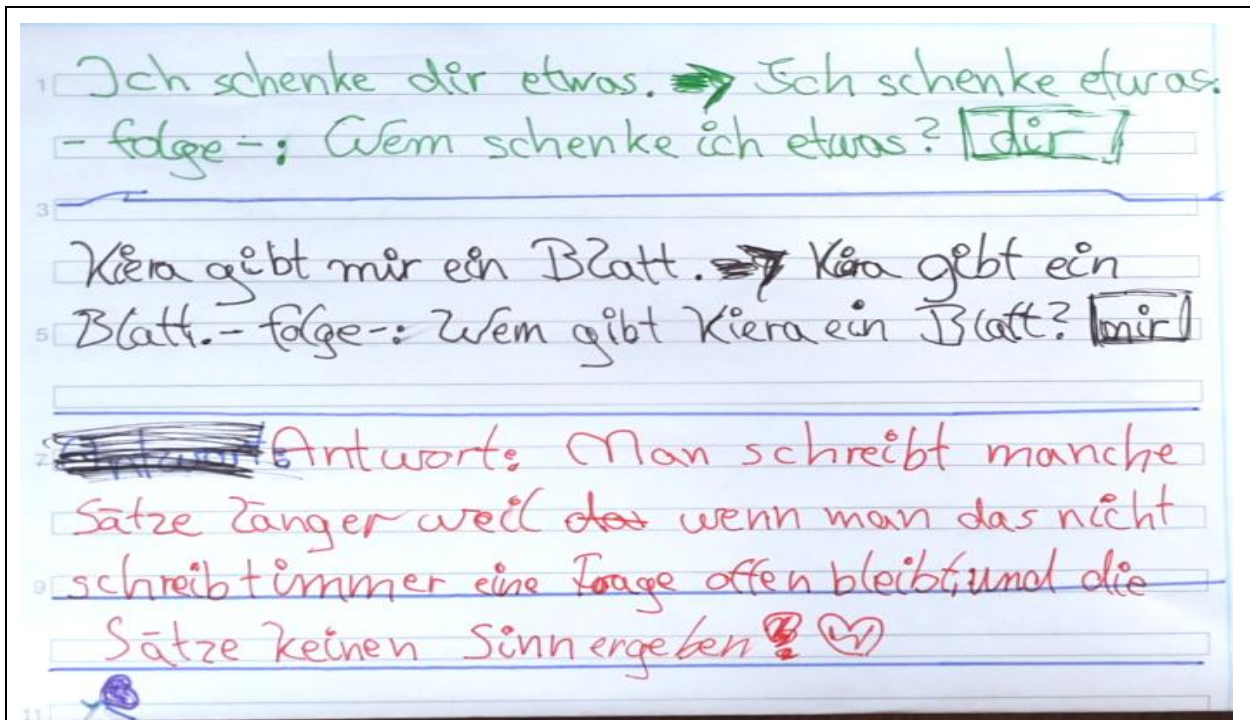 Ich schenke dir etwas. ➔ Ich schenke etwas.
- folge -: Wem schenke ich etwas? dir
Kiera gibt mir ein Blatt. ➔ Kiera gibt ein
Blatt. - folge -: Wem gibt Kiera ein Blatt? mir
Antwort: Man schreibt manche
Sätze länger weil wenn man das nicht
schreibt immer eine Frage offen bleibt, und die
Sätze keinen Sinn ergeben!